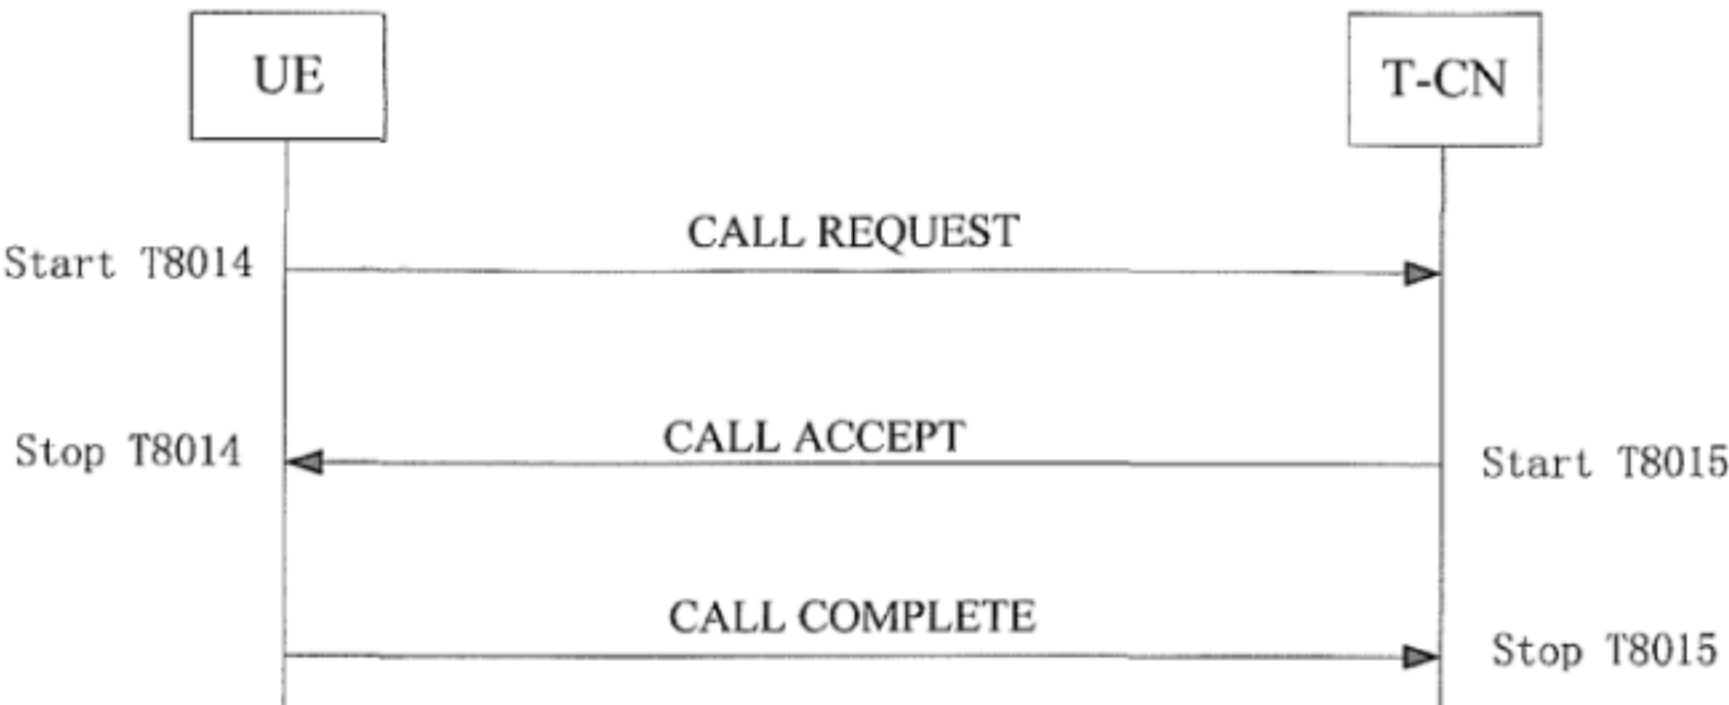 UE
T-CN
CALL REQUEST
Start T8014
CALL ACCEPT
Stop T8014
Start T8015
CALL COMPLETE
Stop T8015